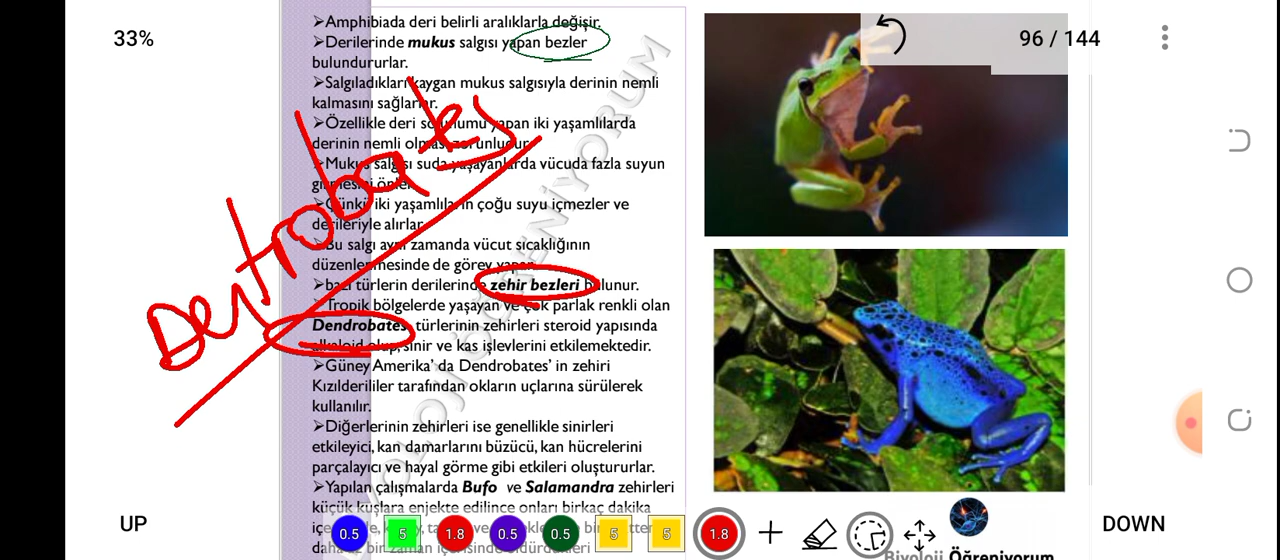 33%
96 / 144
➢Amphibiada deri belirli aralıklarla değişir.
➢Derilerinde mukus salgısı yapan bezler
bulundururlar.
➢Salgıladıkları kaygan mukus salgısıyla derinin nemli
kalmasını sağlarlar.
➢Özellikle deri solunumu yapan iki yaşamlılarda
derinin nemli olması zorunludur.
➢Mukus salgısı suda yaşayanlarda vücuda fazla suyun
girmesini önler.
➢Çünkü iki yaşamlıların çoğu suyu içmezler ve
derileriyle alırlar.
➢Bu salgı aynı zamanda vücut sıcaklığının
düzenlenmesinde de görev yapar.
➢bazı türlerin derilerinde zehir bezleri bulunur.
➢Tropik bölgelerde yaşayan ve çok parlak renkli olan
Dendrobates türlerinin zehirleri steroid yapısında
alkaloid olup, sinir ve kas işlevlerini etkilemektedir.
➢Güney Amerika' da Dendrobates' in zehiri
Kızılderililer tarafından okların uçlarına sürülerek
kullanılır.
➢Diğerlerinin zehirleri ise genellikle sinirleri
etkileyici, kan damarlarını büzücü, kan hücrelerini
parçalayıcı ve hayal görme gibi etkileri oluştururlar.
➢Yapılan çalışmalarda Bufo ve Salamandra zehirleri
küçük kuşlara enjekte edilince onları birkaç dakika
BİYOLOJİ ÖĞRENİYORUM
UP
0.5
5
1.8
0.5
0.5
5
5
1.8
DOWN
Biyoloji Öğreniyorum